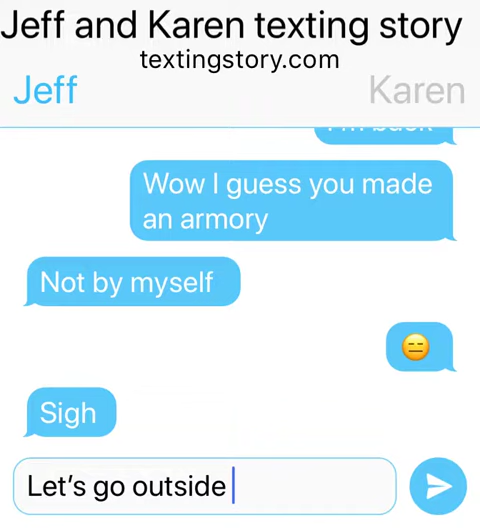 Jeff and Karen texting story
textingstory.com
Jeff
Karen
I'm back
Wow I guess you made
an armory
Not by myself
😑
Sigh
Let's go outside